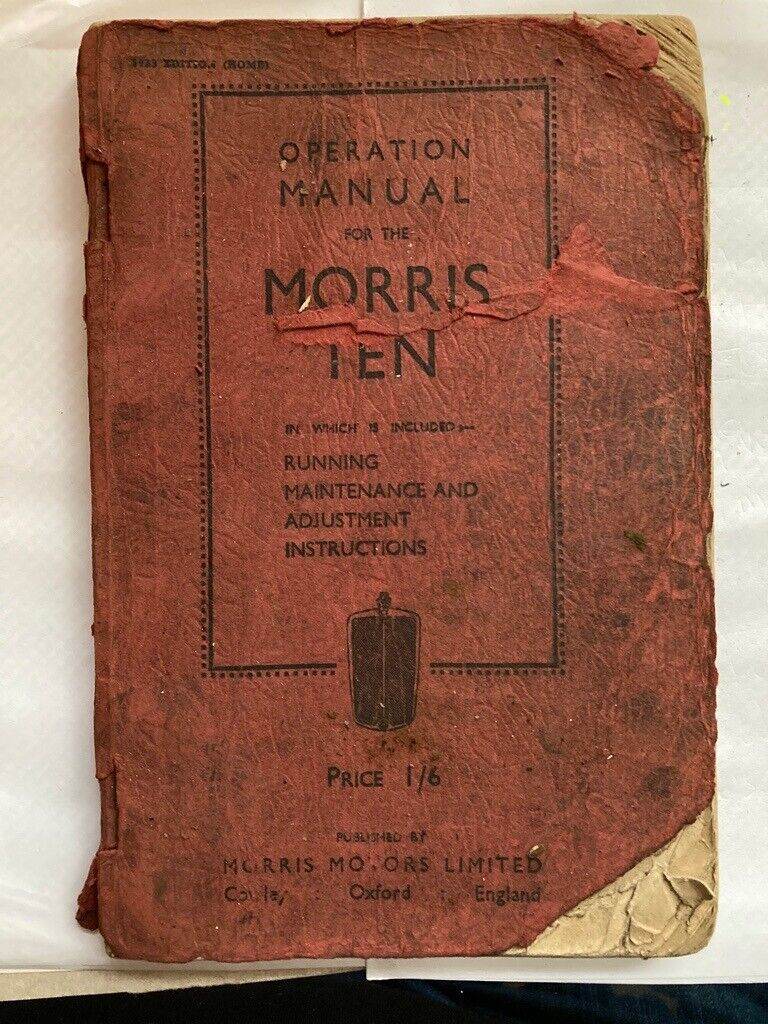 (HOME)
OPERATION
MANUAL
FOR THE
MORRIS
TEN
IN WHICH IS INCLUDED:—
RUNNING
MAINTENANCE AND
ADJUSTMENT
INSTRUCTIONS
PRICE 1/6
PUBLISHED BY
MORRIS MOTORS LIMITED
Cowley : Oxford : England